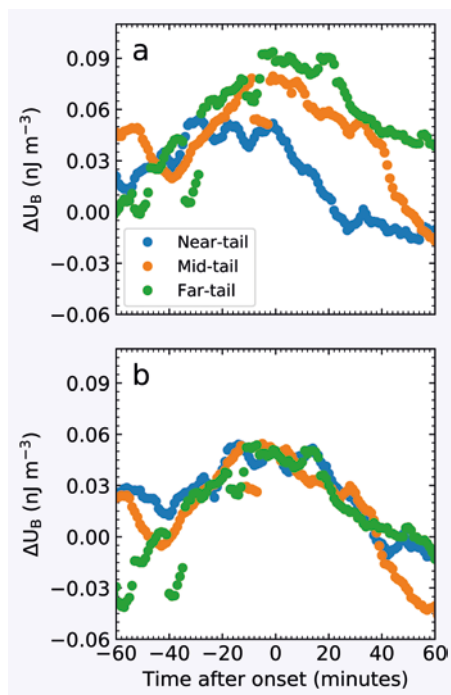 a
0.09
0.06
0.03
0.00
−0.03
−0.06
ΔU_B (nJ m⁻³)
Near-tail
Mid-tail
Far-tail
b
0.09
0.06
0.03
0.00
−0.03
−0.06
ΔU_B (nJ m⁻³)
−60 −40 −20 0 20 40 60
Time after onset (minutes)